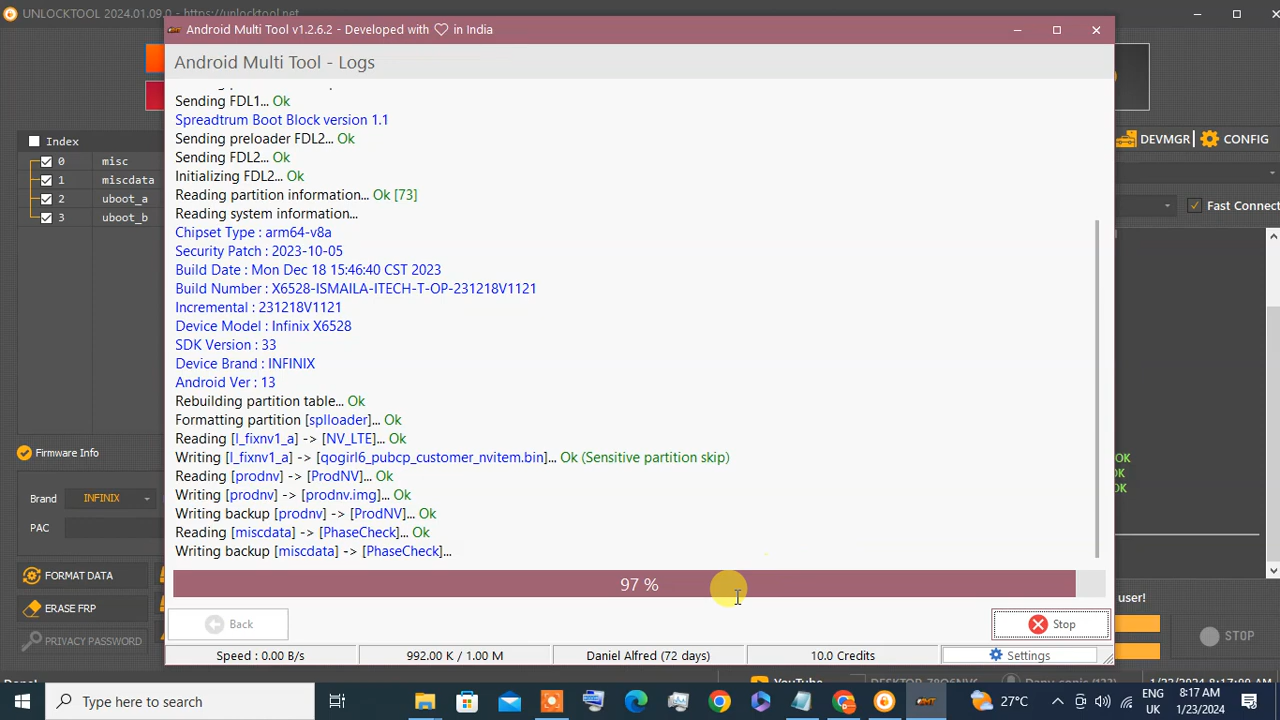 UNLOCKTOOL 2024.01.09.0 - https://unlocktool.net
Android Multi Tool v1.2.6.2 - Developed with ♡ in India
Android Multi Tool - Logs
Sending FDL1... Ok
Spreadtrum Boot Block version 1.1
Sending preloader FDL2... Ok
Sending FDL2... Ok
Initializing FDL2... Ok
Reading partition information... Ok [73]
Reading system information...
Chipset Type : arm64-v8a
Security Patch : 2023-10-05
Build Date : Mon Dec 18 15:46:40 CST 2023
Build Number : X6528-ISMAILA-ITECH-T-OP-231218V1121
Incremental : 231218V1121
Device Model : Infinix X6528
SDK Version : 33
Device Brand : INFINIX
Android Ver : 13
Rebuilding partition table... Ok
Formatting partition [splloader]... Ok
Reading [l_fixnv1_a] -> [NV_LTE]... Ok
Writing [l_fixnv1_a] -> [qogirl6_pubcp_customer_nvitem.bin]... Ok (Sensitive partition skip)
Reading [prodnv] -> [ProdNV]... Ok
Writing [prodnv] -> [prodnv.img]... Ok
Writing backup [prodnv] -> [ProdNV]... Ok
Reading [miscdata] -> [PhaseCheck]... Ok
Writing backup [miscdata] -> [PhaseCheck]...
97 %
Back
Stop
Speed : 0.00 B/s
992.00 K / 1.00 M
Daniel Alfred (72 days)
10.0 Credits
Settings
Index
0 misc
1 miscdata
2 uboot_a
3 uboot_b
Firmware Info
Brand INFINIX
PAC
FORMAT DATA
ERASE FRP
PRIVACY PASSWORD
DEVMGR
CONFIG
Fast Connect
OK
OK
OK
user!
STOP
YouTube
Type here to search
27°C
ENG
UK
8:17 AM
1/23/2024